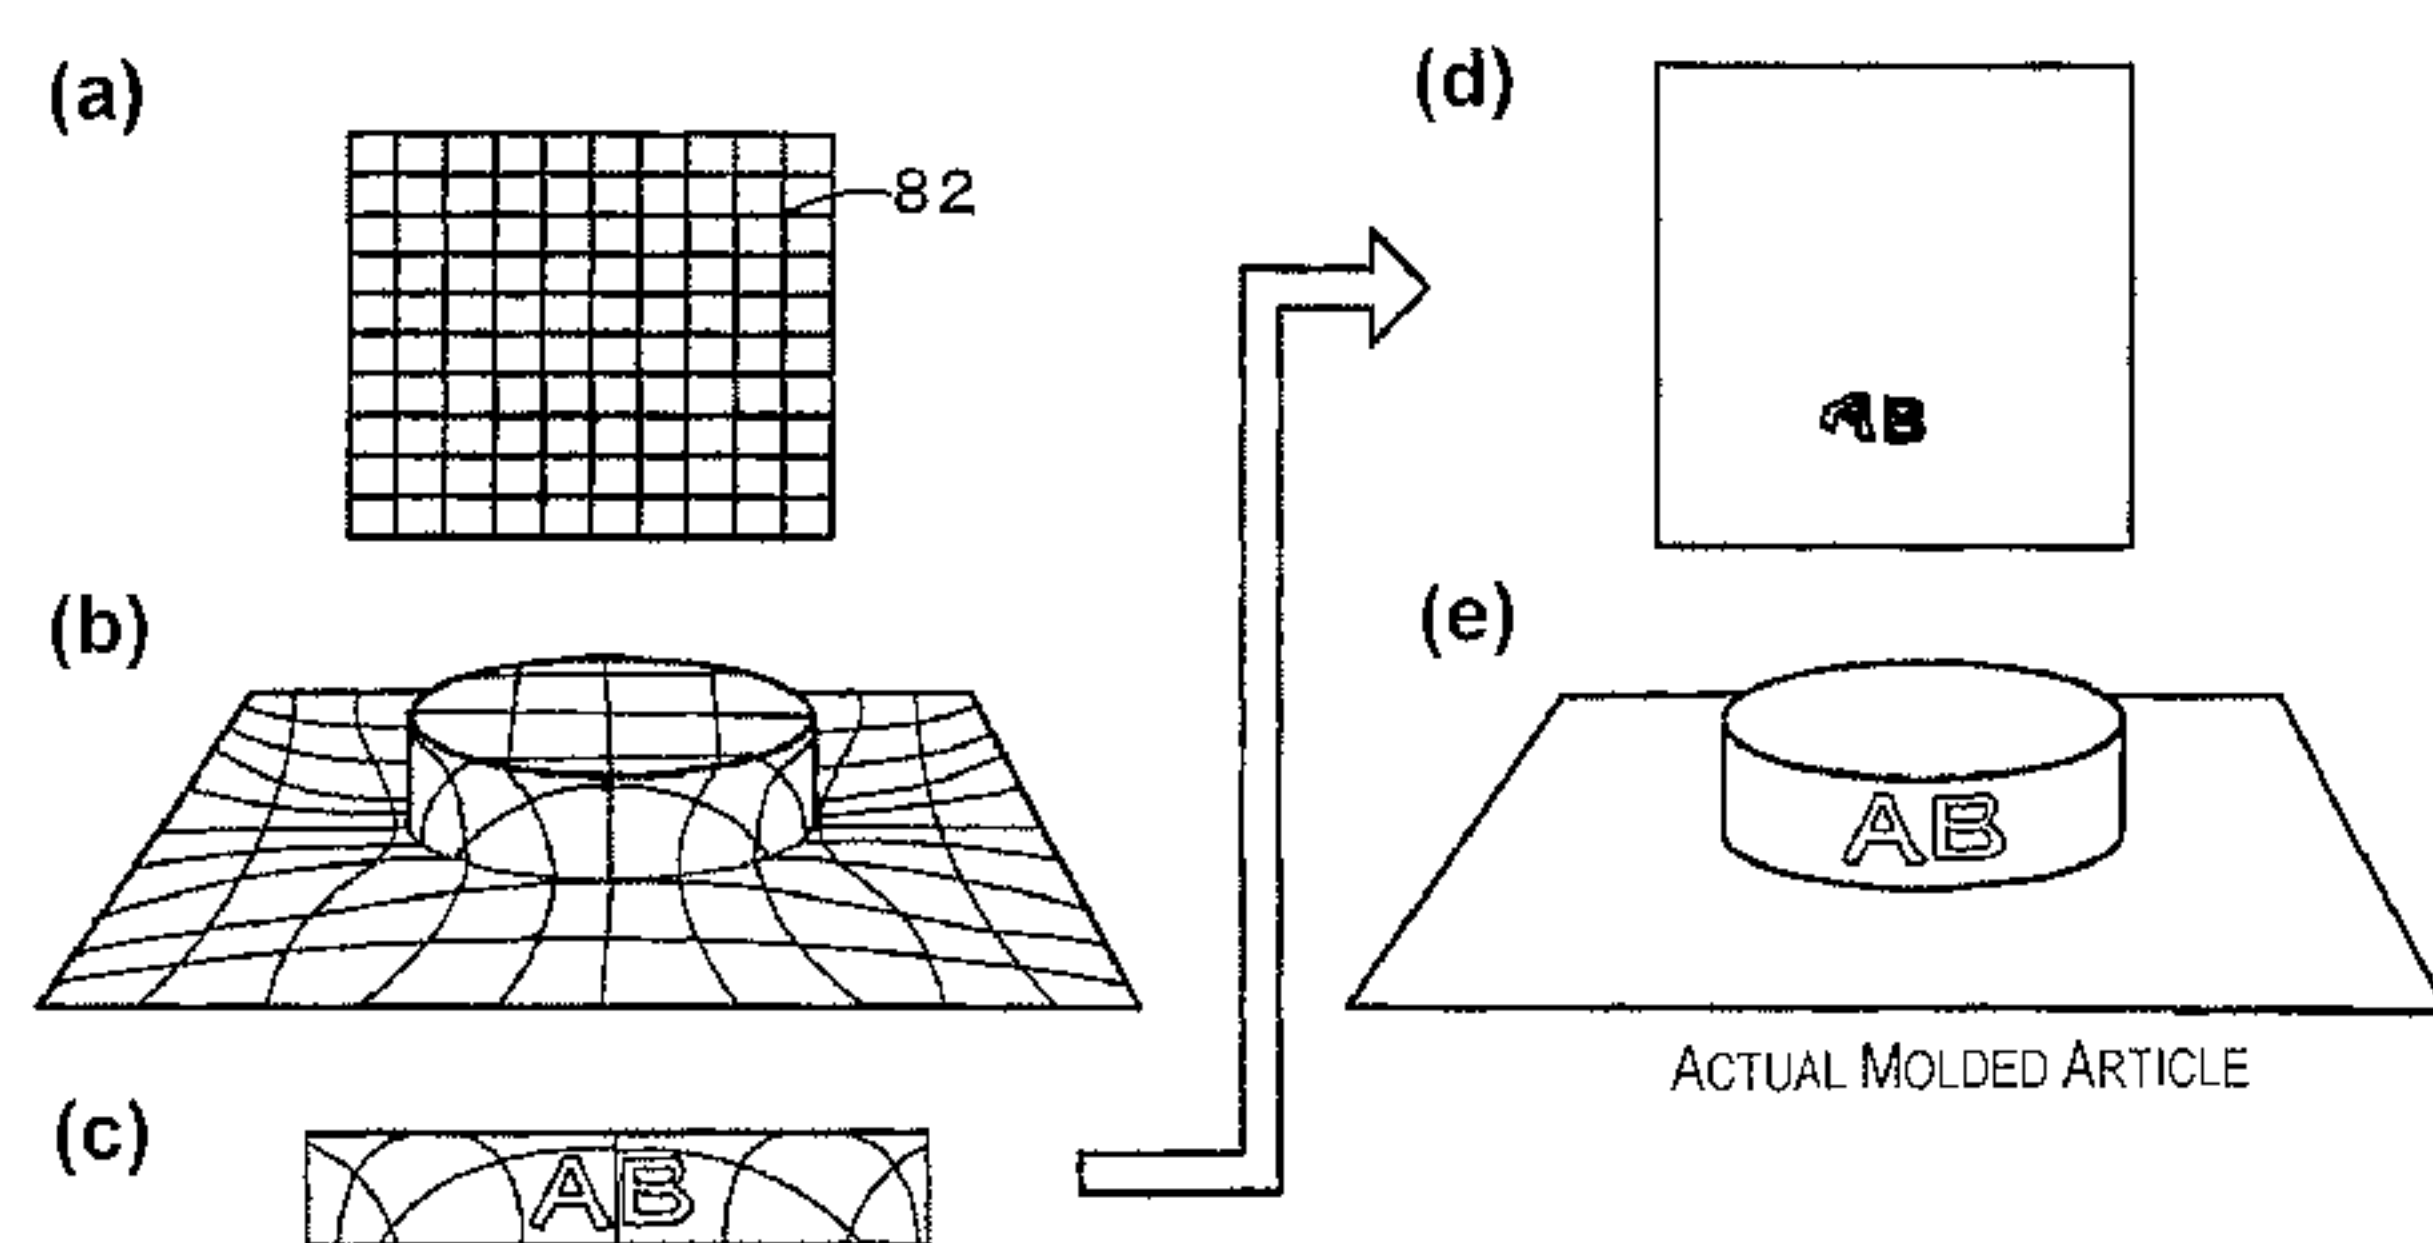 (a)
82
(b)
(c)
AB
(d)
AB
(e)
AB
ACTUAL MOLDED ARTICLE